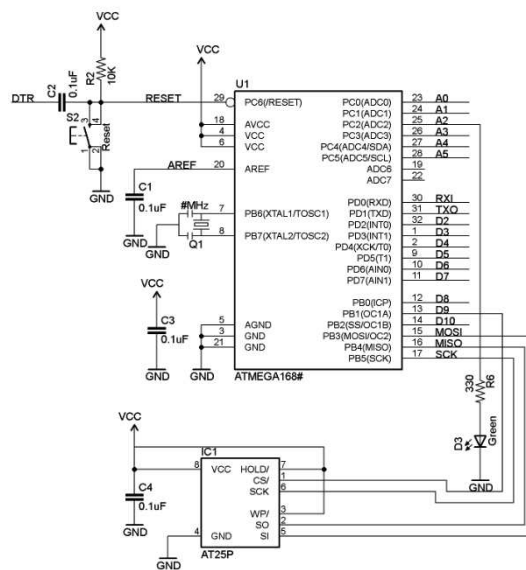 VCC
VCC
C2
0.1uF
R2
10K
DTR
RESET
S2
3
4
1
2
Reset
GND
U1
29
PC6(/RESET)
18
AVCC
4
VCC
6
VCC
AREF
20
AREF
C1
0.1uF
GND
#MHz
7
PB6(XTAL1/TOSC1)
8
PB7(XTAL2/TOSC2)
GND
Q1
VCC
C3
0.1uF
GND
5
AGND
3
GND
21
GND
GND
ATMEGA168#
PC0(ADC0) 23 A0
PC1(ADC1) 24 A1
PC2(ADC2) 25 A2
PC3(ADC3) 26 A3
PC4(ADC4/SDA) 27 A4
PC5(ADC5/SCL) 28 A5
ADC6 19
ADC7 22
PD0(RXD) 30 RXI
PD1(TXD) 31 TXO
PD2(INT0) 32 D2
PD3(INT1) 1 D3
PD4(XCK/T0) 2 D4
PD5(T1) 9 D5
PD6(AIN0) 10 D6
PD7(AIN1) 11 D7
PB0(ICP) 12 D8
PB1(OC1A) 13 D9
PB2(SS/OC1B) 14 D10
PB3(MOSI/OC2) 15 MOSI
PB4(MISO) 16 MISO
PB5(SCK) 17 SCK
330
R6
D3
Green
GND
VCC
C4
0.1uF
GND
IC1
8
VCC
HOLD/ 7
CS/ 1
SCK 6
WP/ 3
4
GND
SO 2
SI 5
GND
AT25P